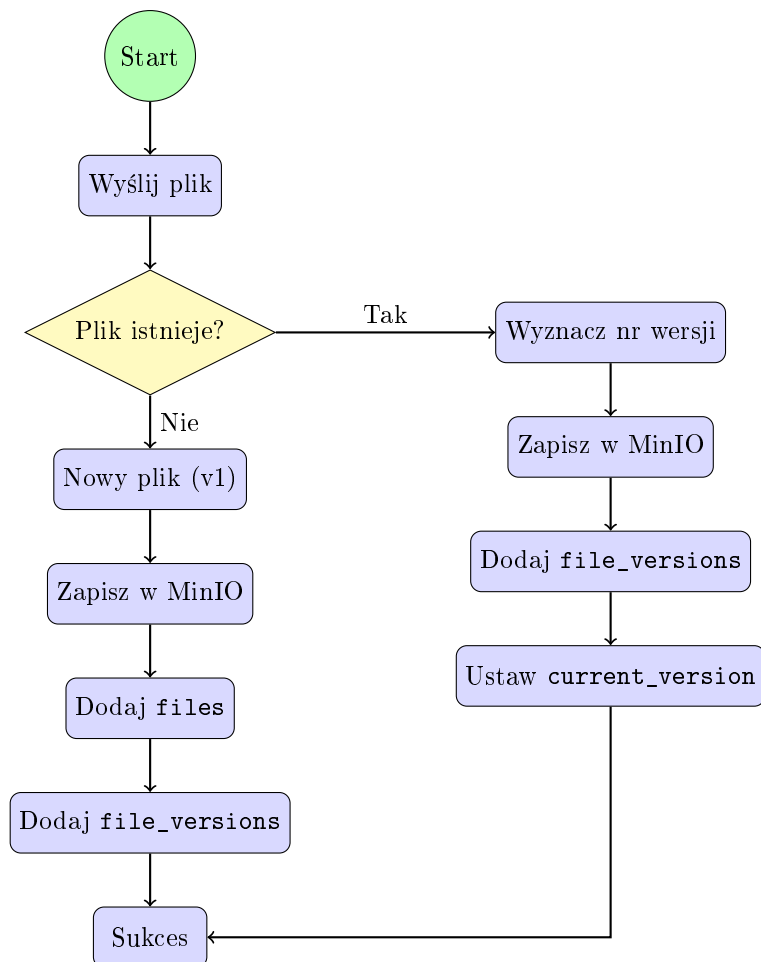 Start
Wyślij plik
Plik istnieje?
Tak
Wyznacz nr wersji
Nie
Zapisz w MinIO
Nowy plik (v1)
Dodaj file_versions
Zapisz w MinIO
Ustaw current_version
Dodaj files
Dodaj file_versions
Sukces